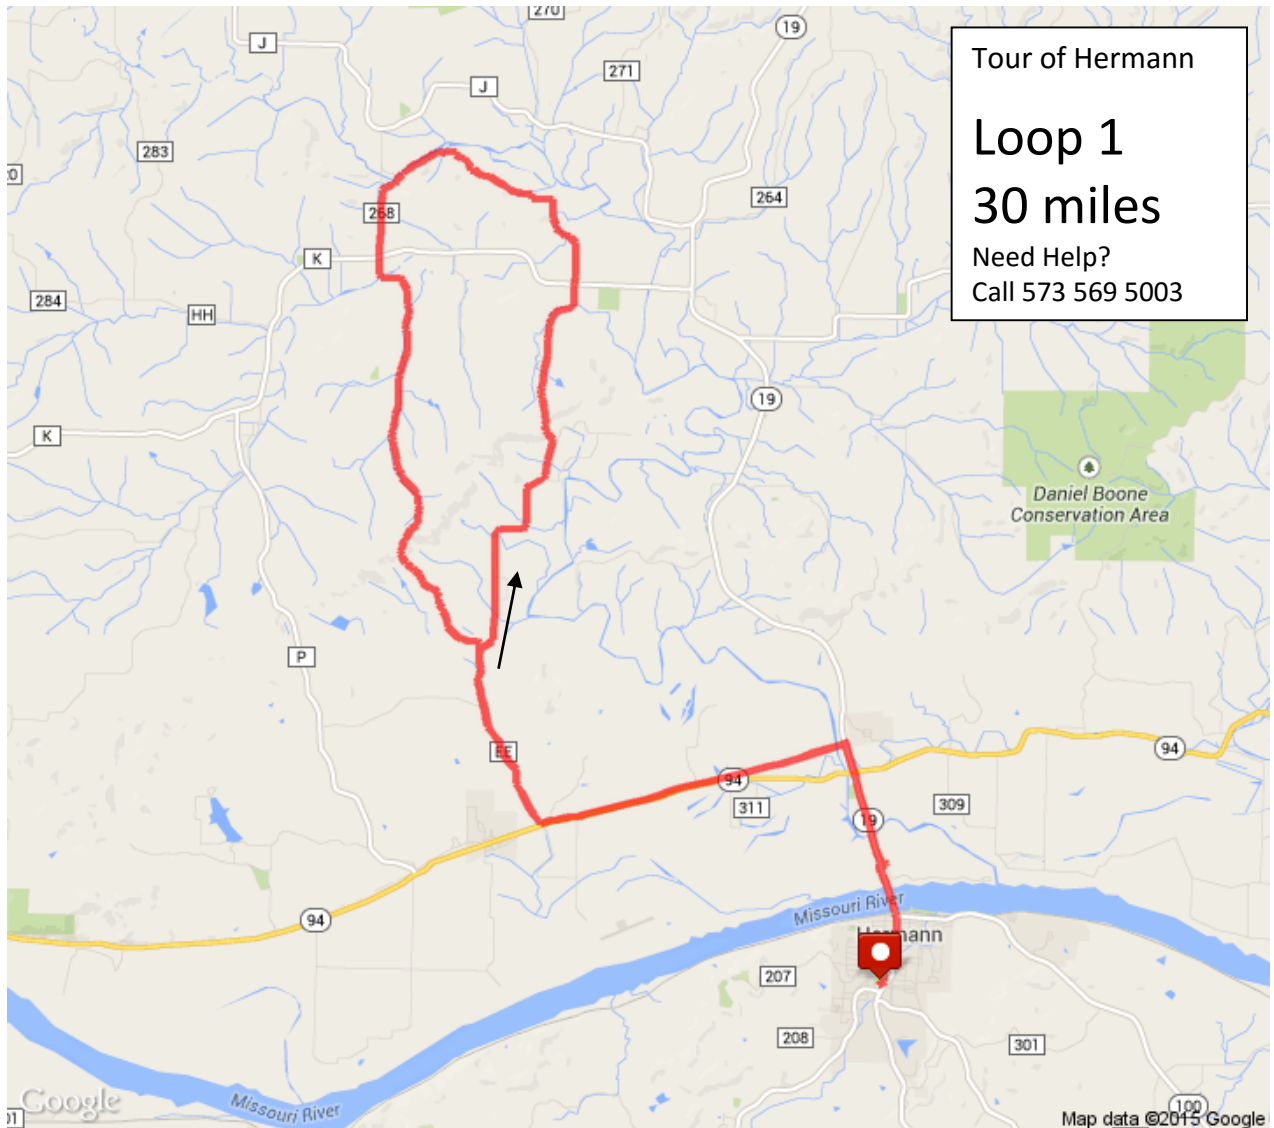 270
19
J
Tour of Hermann
271
J
Loop 1
283
30 miles
264
268
Need Help?
K
Call 573 569 5003
284
HH
19
K
Daniel Boone
Conservation Area
P
94
EE
94
311
309
19
Missouri River
94
Hermann
207
208
301
Google
Missouri River
100
Map data ©2015 Google